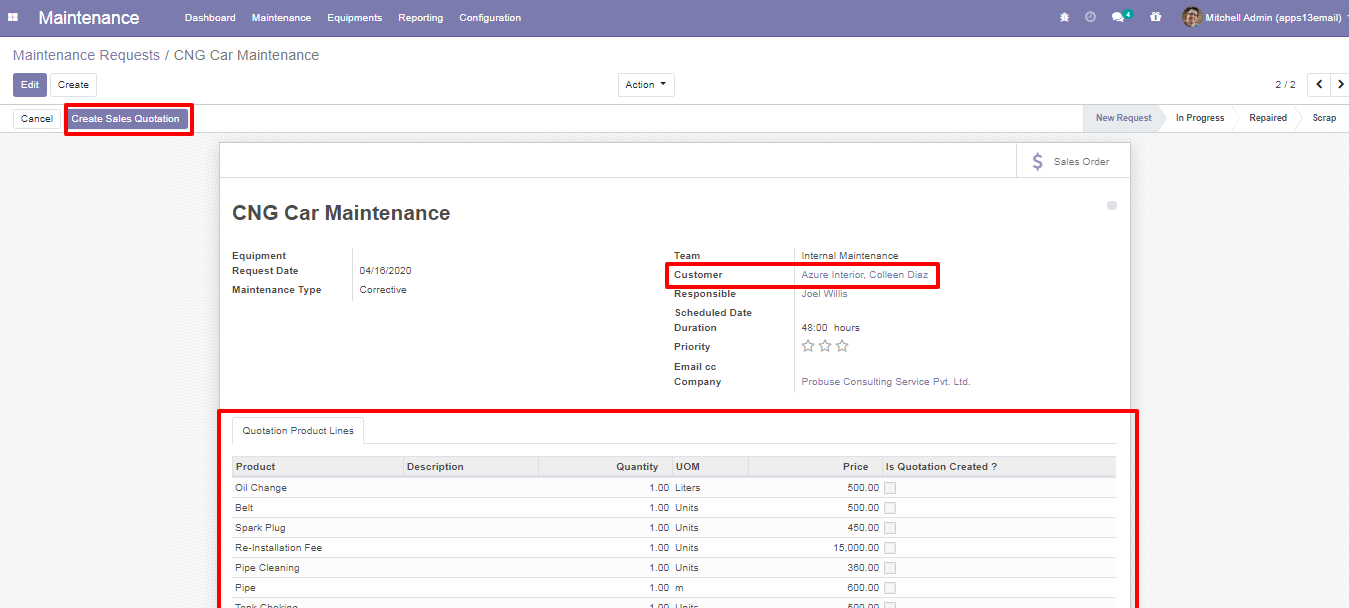 Maintenance Dashboard Maintenance Equipments Reporting Configuration 4 Mitchell Admin (apps13email)
Maintenance Requests / CNG Car Maintenance
Edit Create Action 2 / 2
Cancel Create Sales Quotation New Request In Progress Repaired Scrap
$ Sales Order
CNG Car Maintenance
Equipment
Request Date 04/16/2020
Maintenance Type Corrective
Team Internal Maintenance
Customer Azure Interior, Colleen Diaz
Responsible Joel Willis
Scheduled Date
Duration 48:00 hours
Priority
Email cc
Company Probuse Consulting Service Pvt. Ltd.
Quotation Product Lines
Product Description Quantity UOM Price Is Quotation Created ?
Oil Change 1.00 Liters 500.00
Belt 1.00 Units 500.00
Spark Plug 1.00 Units 450.00
Re-Installation Fee 1.00 Units 15,000.00
Pipe Cleaning 1.00 Units 360.00
Pipe 1.00 m 600.00
Tank Choking 1.00 Units 500.00